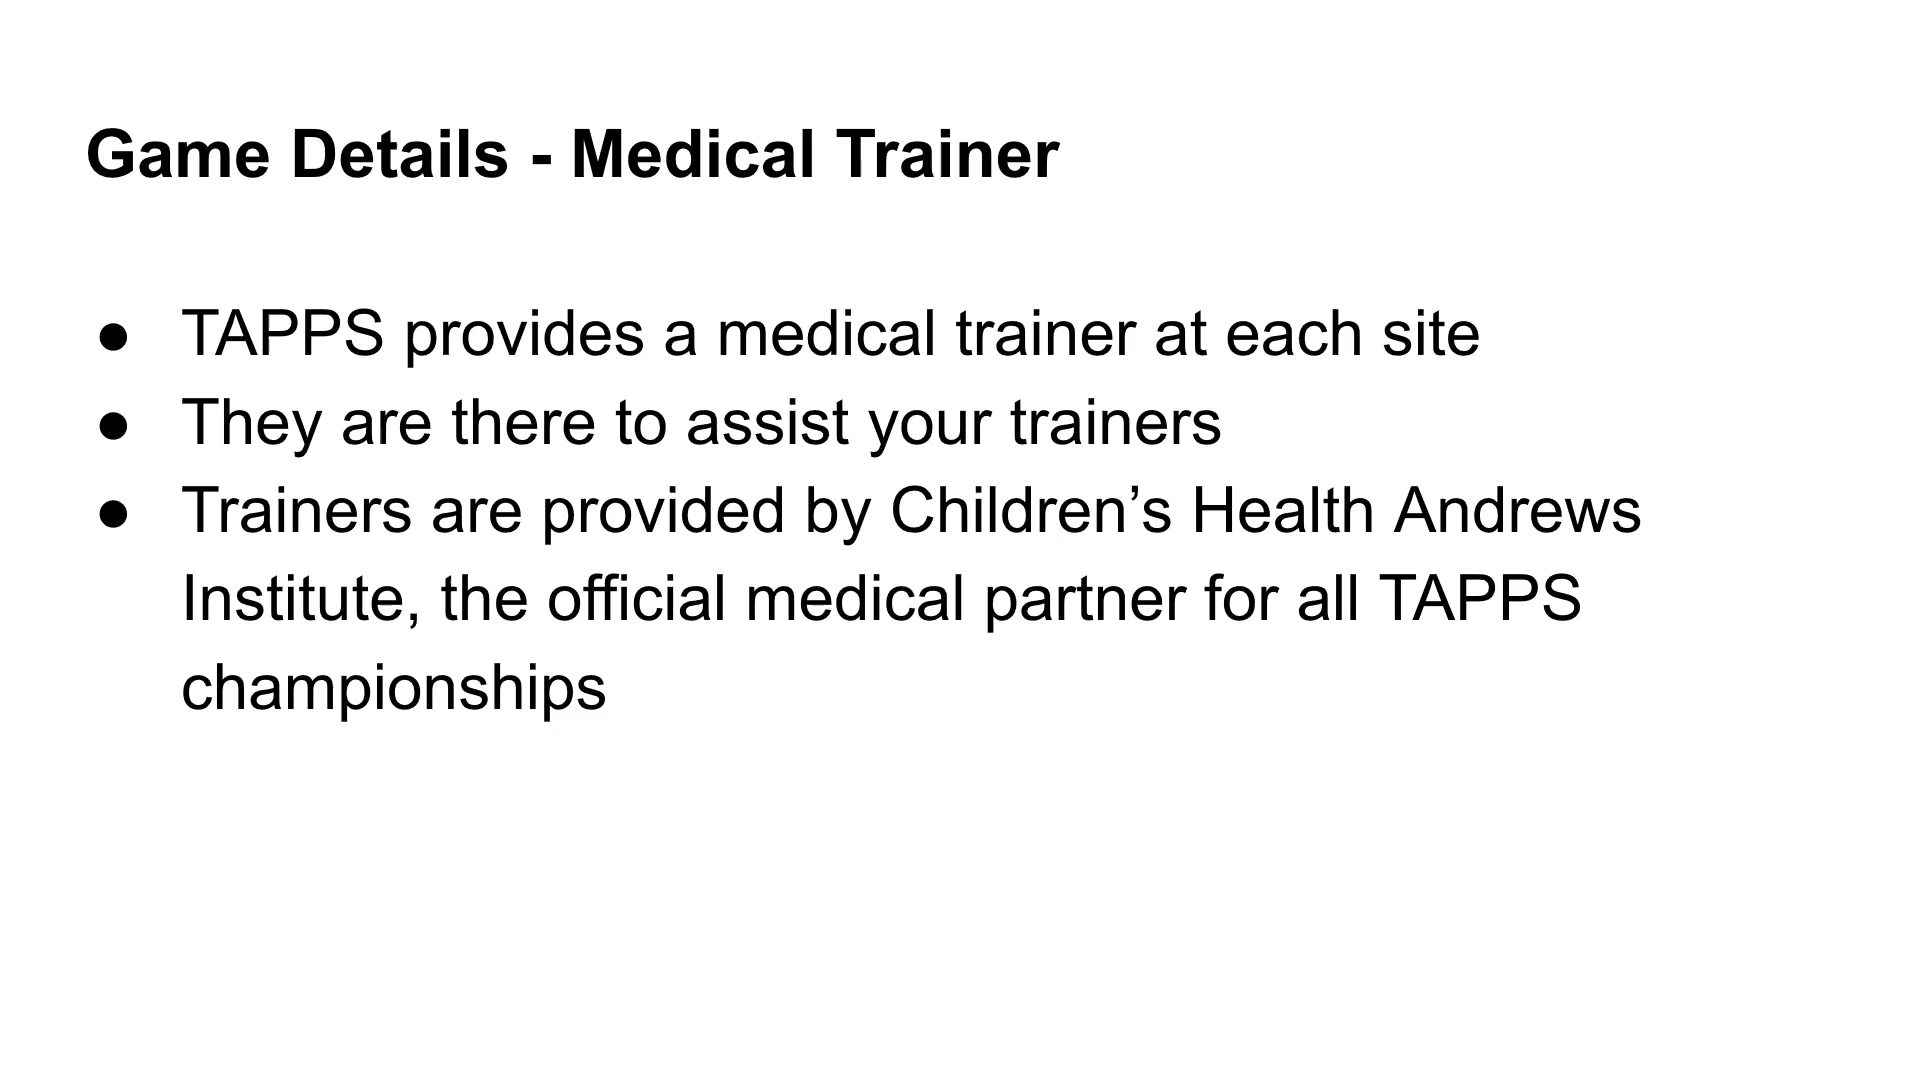 Game Details - Medical Trainer
● TAPPS provides a medical trainer at each site
● They are there to assist your trainers
● Trainers are provided by Children’s Health Andrews
Institute, the official medical partner for all TAPPS
championships